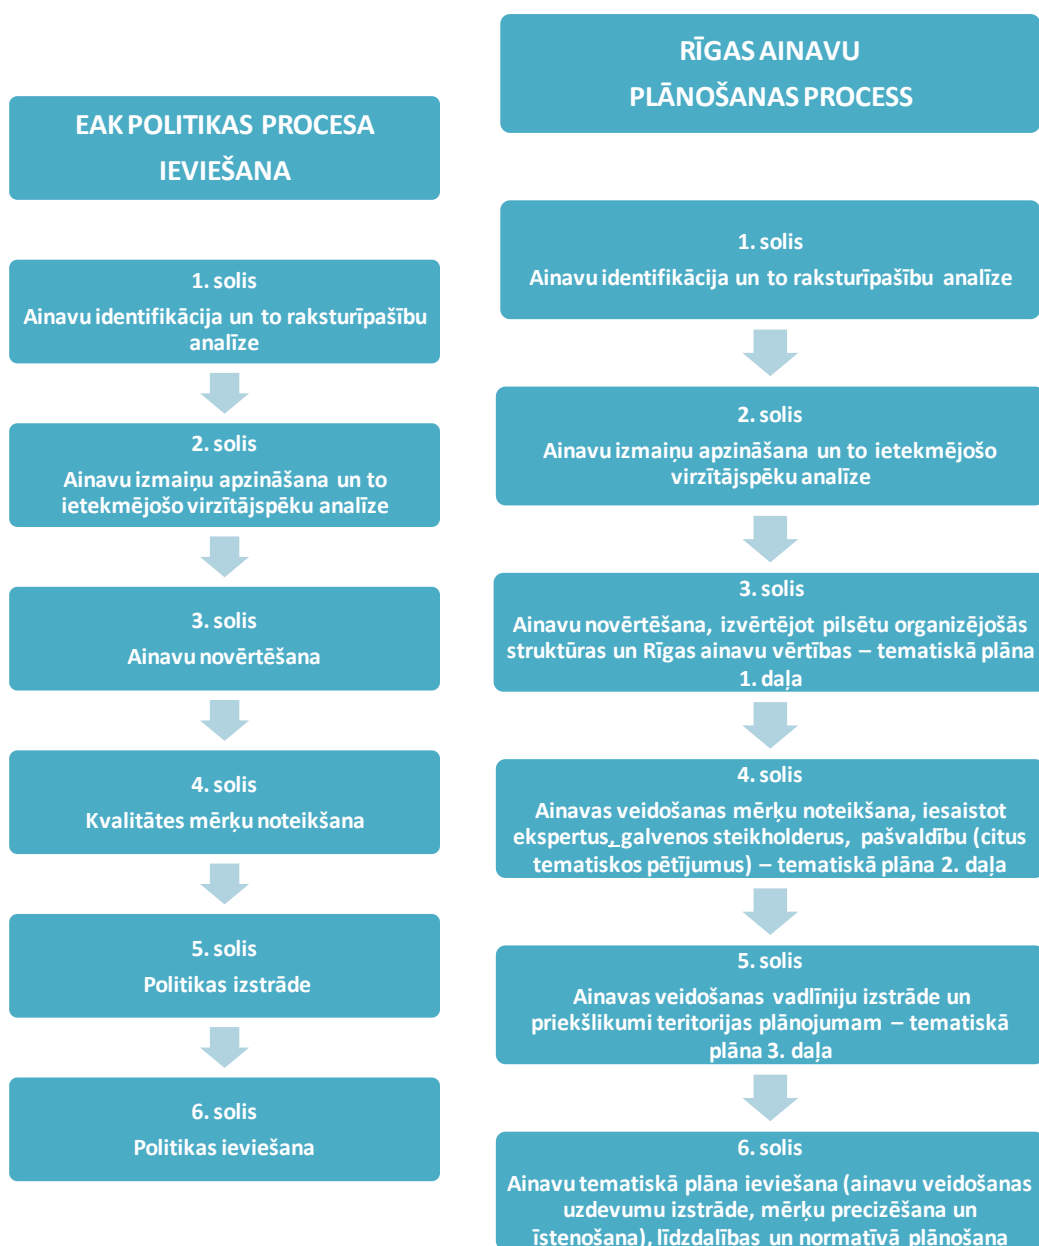 EAK POLITIKAS PROCESA
IEVIEŠANA
1. solis
Ainavu identifikācija un to raksturīpašību
analīze
2. solis
Ainavu izmaiņu apzināšana un to
ietekmējošo virzītājspēku analīze
3. solis
Ainavu novērtēšana
4. solis
Kvalitātes mērķu noteikšana
5. solis
Politikas izstrāde
6. solis
Politikas ieviešana
RĪGAS AINAVU
PLĀNOŠANAS PROCESS
1. solis
Ainavu identifikācija un to raksturīpašību analīze
2. solis
Ainavu izmaiņu apzināšana un to ietekmējošo
virzītājspēku analīze
3. solis
Ainavu novērtēšana, izvērtējot pilsētu organizējošās
struktūras un Rīgas ainavu vērtības – tematiskā plāna
1. daļa
4. solis
Ainavas veidošanas mērķu noteikšana, iesaistot
ekspertus, galvenos steikholderus, pašvaldību (citus
tematiskos pētījumus) – tematiskā plāna 2. daļa
5. solis
Ainavas veidošanas vadlīniju izstrāde un
priekšlikumi teritorijas plānojumam – tematiskā
plāna 3. daļa
6. solis
Ainavu tematiskā plāna ieviešana (ainavu veidošanas
uzdevumu izstrāde, mērķu precizēšana un
īstenošana), līdzdalības un normatīvā plānošana